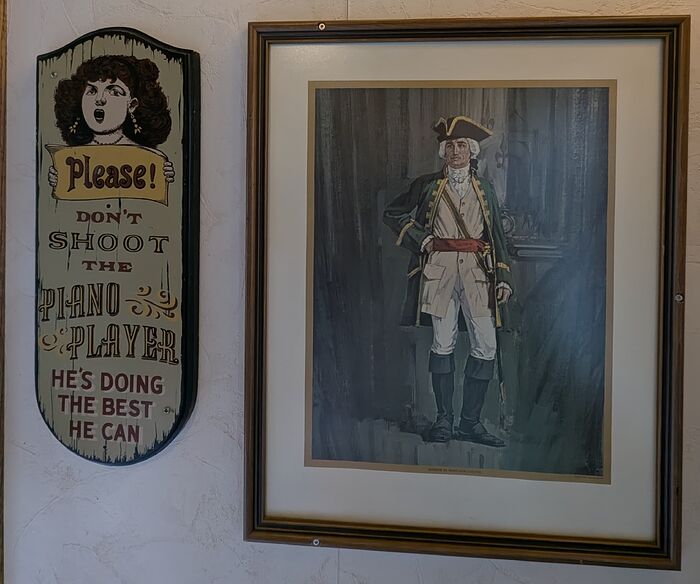 Please!
DON'T
SHOOT
THE
PIANO
PLAYER
HE'S DOING
THE BEST
HE CAN